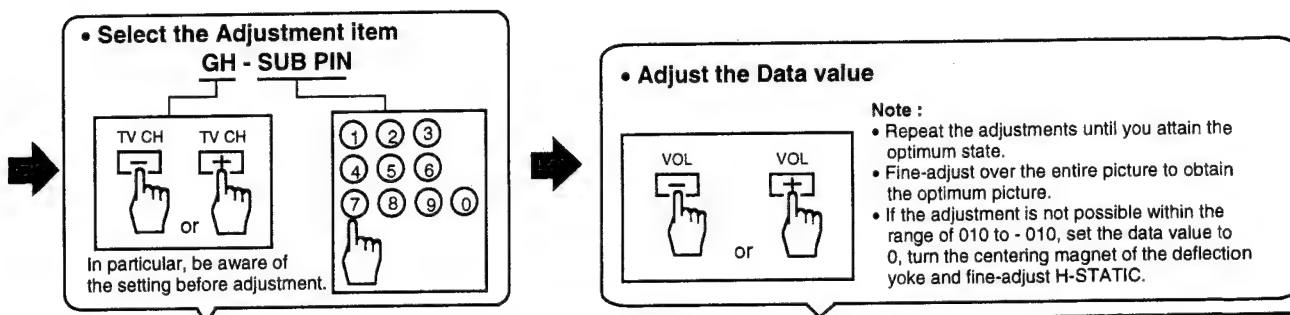 • Select the Adjustment item
GH - SUB PIN
TV CH TV CH
- +
or
1 2 3
4 5 6
7 8 9 0
In particular, be aware of
the setting before adjustment.
• Adjust the Data value
VOL VOL
- +
or
Note :
• Repeat the adjustments until you attain the
optimum state.
• Fine-adjust over the entire picture to obtain
the optimum picture.
• If the adjustment is not possible within the
range of 010 to - 010, set the data value to
0, turn the centering magnet of the deflection
yoke and fine-adjust H-STATIC.